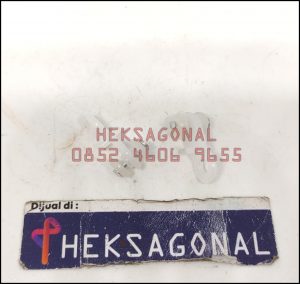 HEKSAGONAL
0852 4606 9655
Dijual di :
HEKSAGONAL